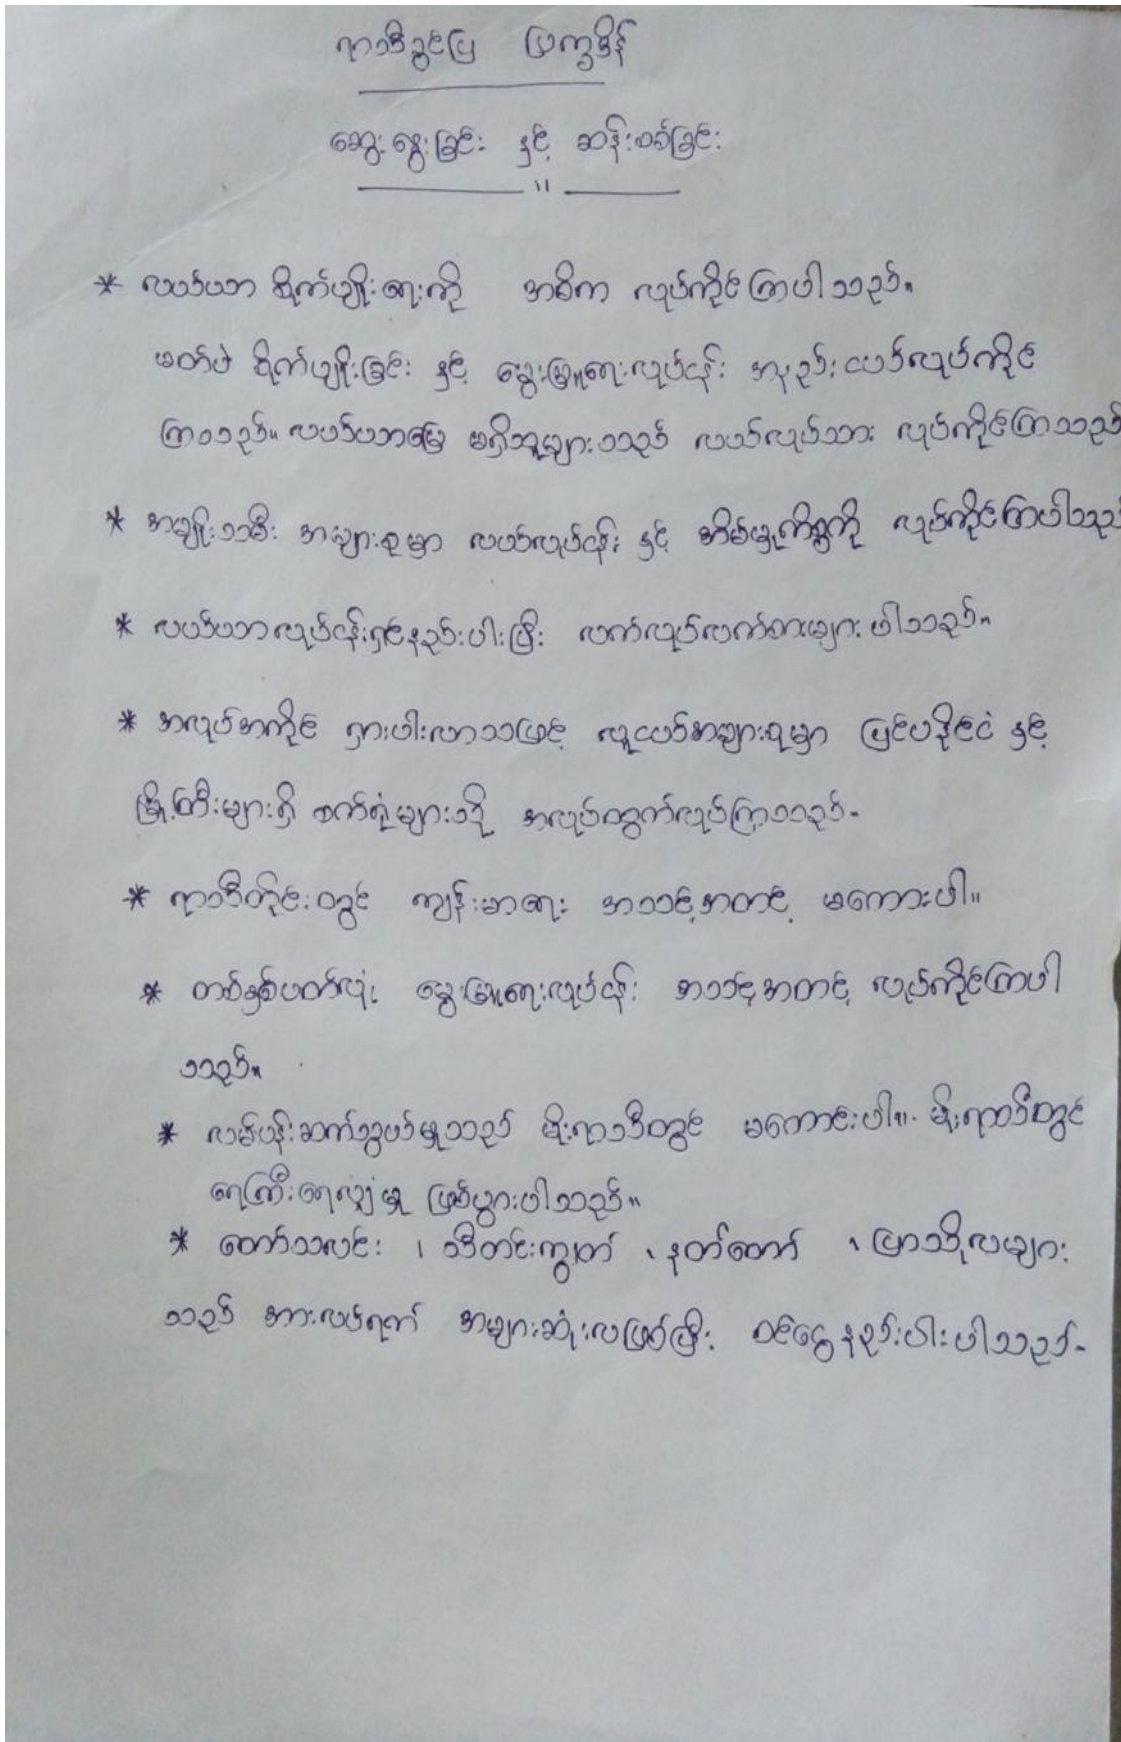 ရာသီခွင်ပြ ပြက္ခဒိန်
ဆွေးနွေးခြင်း နှင့် ဆန်းစစ်ခြင်း
* လယ်ယာ စိုက်ပျိုးရေးကို အဓိက လုပ်ကိုင်ကြပါသည်။
မတ်ပဲ စိုက်ပျိုးခြင်း နှင့် မွေးမြူရေးလုပ်ငန်း အနည်းငယ်လုပ်ကိုင်
ကြသည်။ လယ်ယာမြေ မရှိသူများသည် လယ်လုပ်သား လုပ်ကိုင်ကြသည်
* အမျိုးသမီး အများစုမှာ လယ်လုပ်ငန်း နှင့် အိမ်မှုကိစ္စကို လုပ်ကိုင်ကြပါသည်
* လယ်ယာလုပ်ငန်းရှင်နည်းပါးပြီး လက်လုပ်လက်စားများပါသည်။
* အလုပ်အကိုင် ရှားပါးလာသဖြင့် လူငယ်အများစုမှာ ပြင်ပနိုင်ငံ နှင့်
မြို့ကြီးများရှိ စက်ရုံများသို့ အလုပ်ထွက်လုပ်ကြသည်။
* ရာသီတိုင်းတွင် ကျန်းမာရေး အသင့်အတင့် မကောင်းပါ။
* တစ်နှစ်ပတ်လုံး မွေးမြူရေးလုပ်ငန်း အသင့်အတင့် လုပ်ကိုင်ကြပါ
သည်။
* လမ်းပန်းဆက်သွယ်မှုသည် မိုးရာသီတွင် မကောင်းပါ။ မိုးရာသီတွင်
ရေကြီးရေလျှံမှု ဖြစ်ပွားပါသည်။
* တော်သလင်း ၊ သီတင်းကျွတ် ၊ နတ်တော် ၊ ပြာသိုလများ
သည် အားလပ်ရက် အများဆုံးလဖြစ်ပြီး ဝင်ငွေနည်းပါးပါသည်။